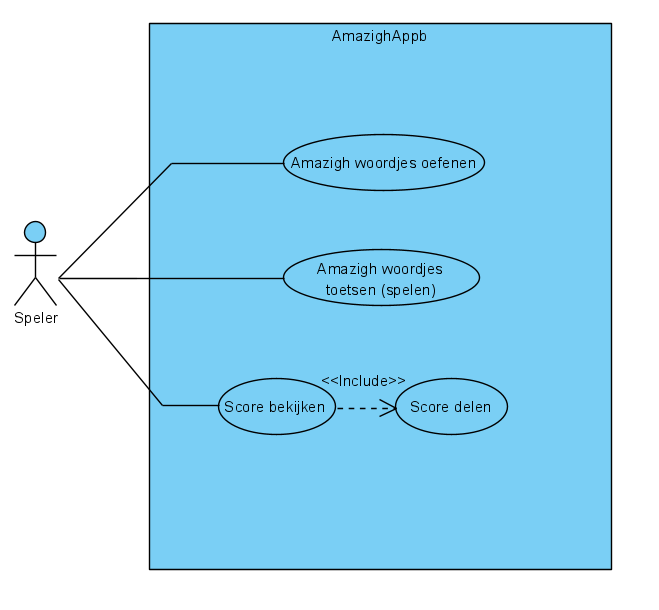 AmazighAppb
Amazigh woordjes oefenen
Amazigh woordjes
toetsen (spelen)
Speler
<<Include>>
Score bekijken
Score delen